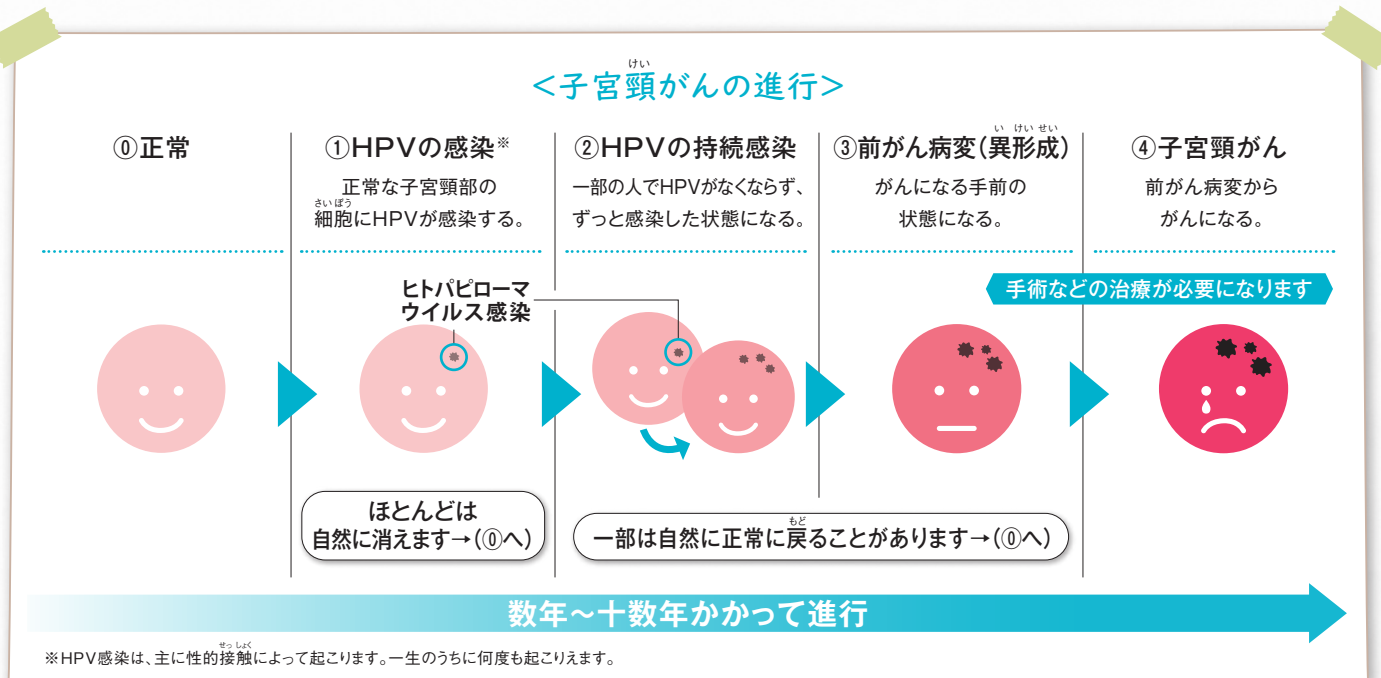 <子宮頸がんの進行>
けい
⓪正常
①HPVの感染※
正常な子宮頸部の
細胞にHPVが感染する。
さいぼう
②HPVの持続感染
一部の人でHPVがなくならず、
ずっと感染した状態になる。
③前がん病変(異形成)
い けい せい
がんになる手前の
状態になる。
④子宮頸がん
前がん病変から
がんになる。
手術などの治療が必要になります
ヒトパピローマ
ウイルス感染
ほとんどは
自然に消えます→(⓪へ)
一部は自然に正常に戻ることがあります→(⓪へ)
もど
数年~十数年かかって進行
※HPV感染は、主に性的接触によって起こります。一生のうちに何度も起こりえます。
せっしょく